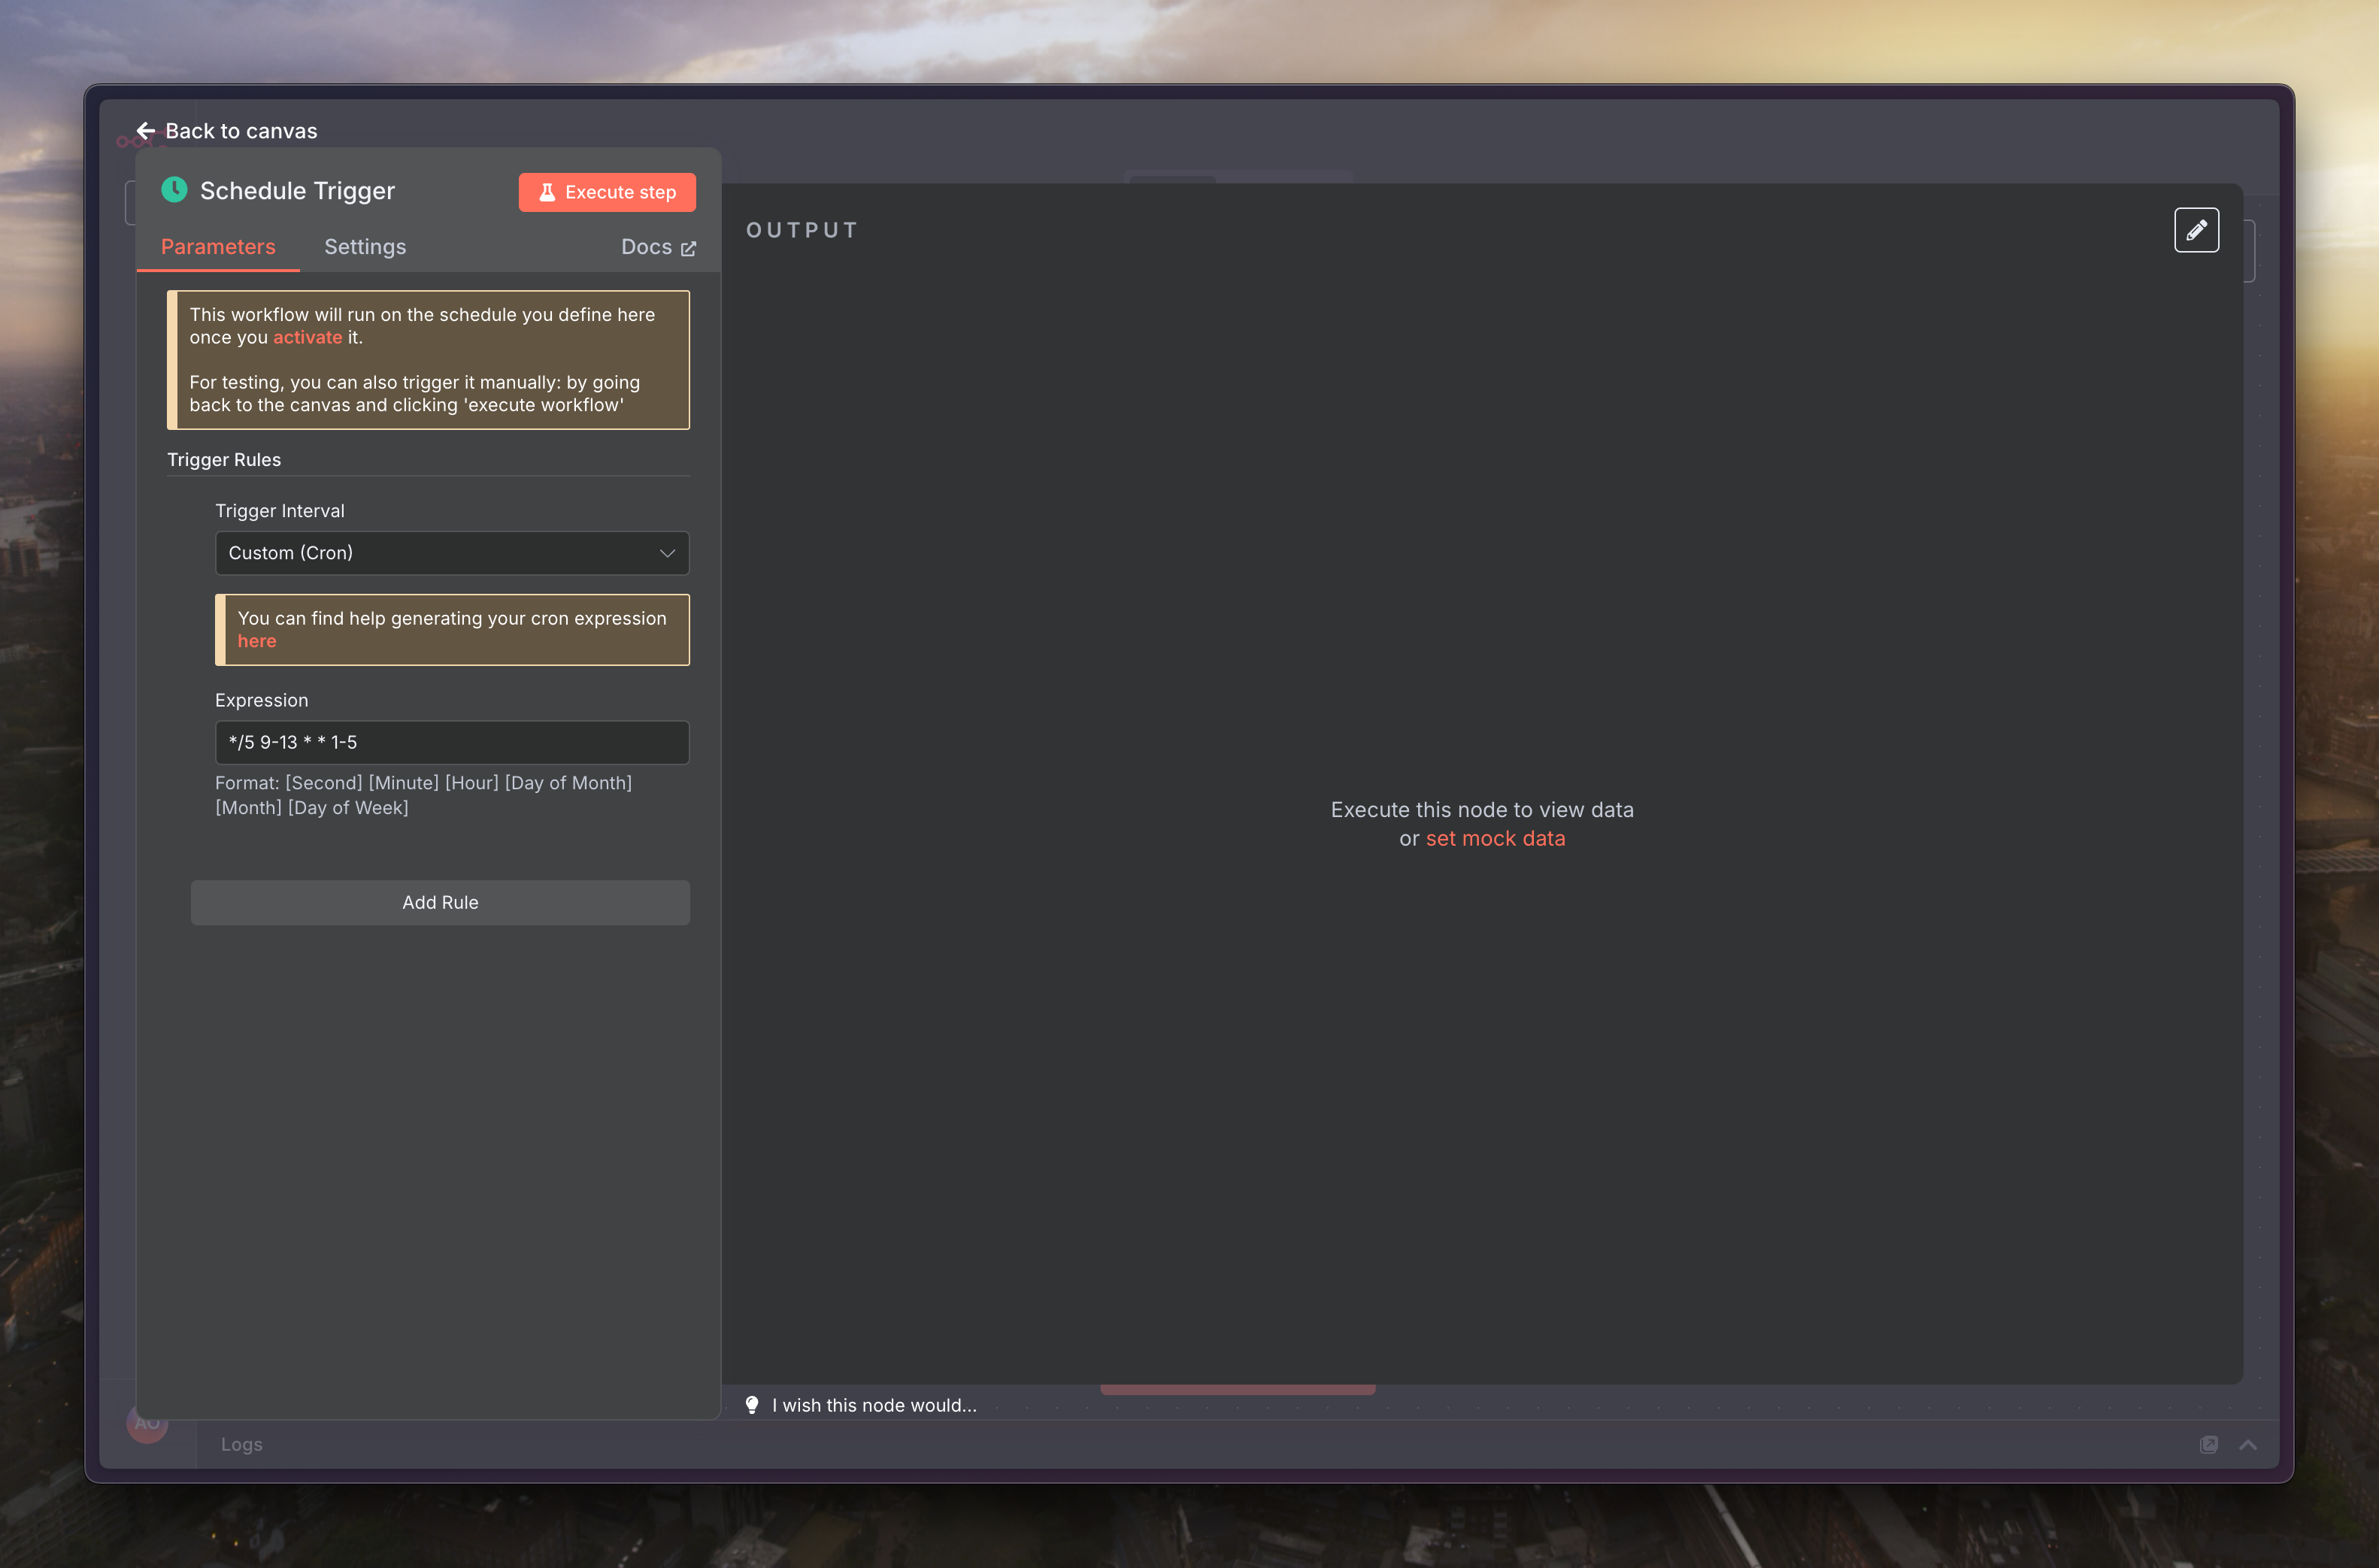 Back to canvas
Schedule Trigger
Execute step
Parameters
Settings
Docs
This workflow will run on the schedule you define here
once you activate it.
For testing, you can also trigger it manually: by going
back to the canvas and clicking 'execute workflow'
Trigger Rules
Trigger Interval
Custom (Cron)
You can find help generating your cron expression
here
Expression
*/5 9-13 * * 1-5
Format: [Second] [Minute] [Hour] [Day of Month]
[Month] [Day of Week]
Add Rule
OUTPUT
Execute this node to view data
or set mock data
I wish this node would...
AO
Logs